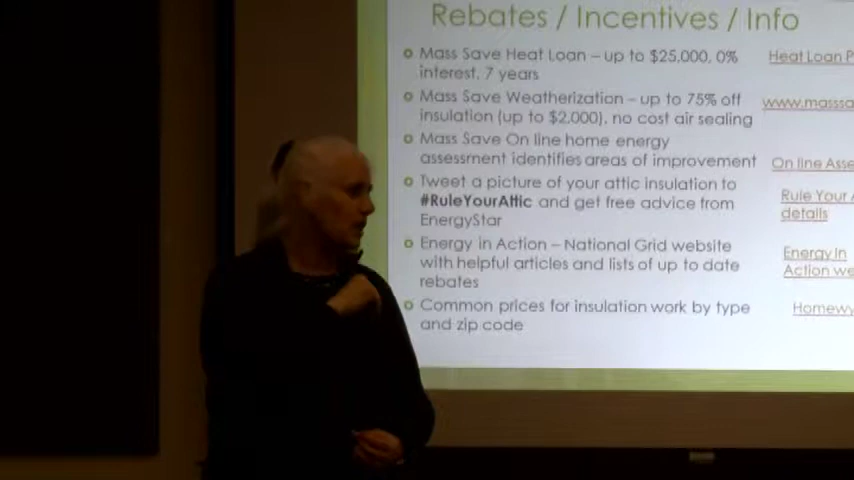 Rebates / Incentives / Info
Mass Save Heat Loan – up to $25,000, 0%
interest, 7 years
Heat Loan P
Mass Save Weatherization – up to 75% off
insulation (up to $2,000), no cost air sealing
www.masssa
Mass Save On line home energy
assessment identifies areas of improvement
On line Asse
Tweet a picture of your attic insulation to
#RuleYourAttic and get free advice from
EnergyStar
Rule Your A
details
Energy in Action – National Grid website
with helpful articles and lists of up to date
rebates
Energy In
Action we
Common prices for insulation work by type
and zip code
Homewy